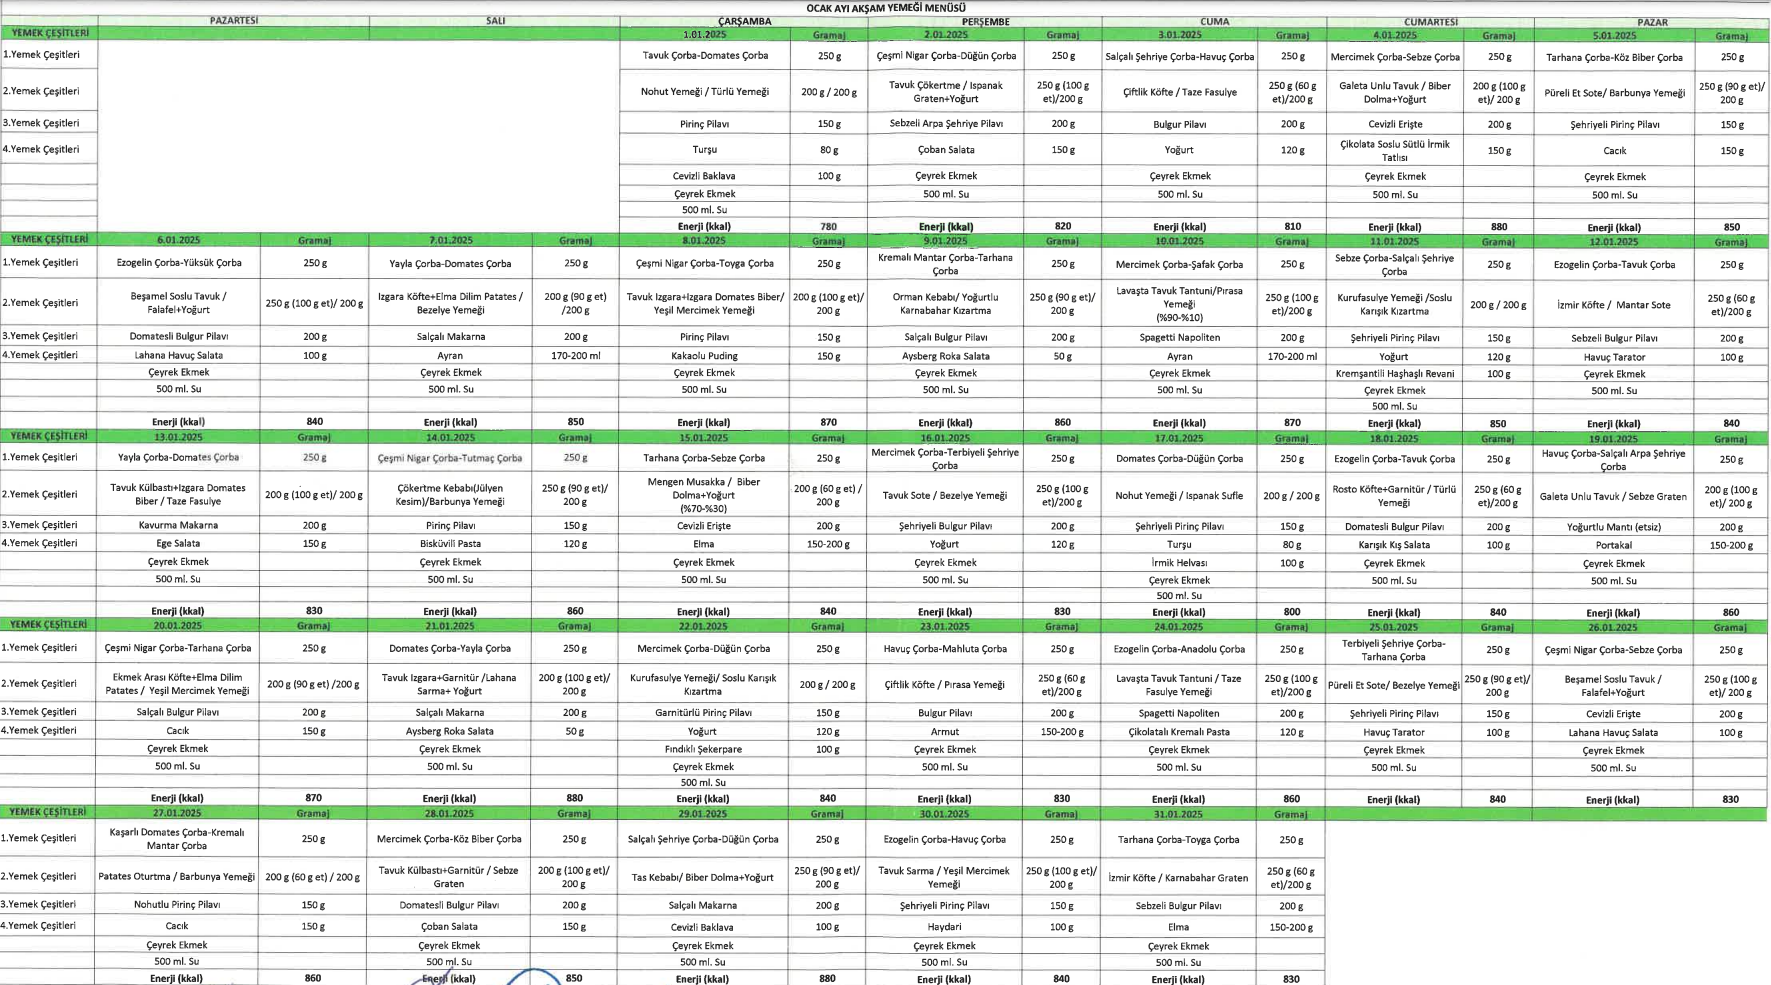 OCAK AYI AKŞAM YEMEĞİ MENÜSÜ
PAZARTESİ SALI ÇARŞAMBA PERŞEMBE CUMA CUMARTESİ PAZAR
YEMEK ÇEŞİTLERİ 1.01.2025 Gramaj 2.01.2025 Gramaj 3.01.2025 Gramaj 4.01.2025 Gramaj 5.01.2025 Gramaj
1.Yemek Çeşitleri Tavuk Çorba-Domates Çorba 250 g Çeşmi Nigar Çorba-Düğün Çorba 250 g Salçalı Şehriye Çorba-Havuç Çorba 250 g Mercimek Çorba-Sebze Çorba 250 g Tarhana Çorba-Köz Biber Çorba 250 g
2.Yemek Çeşitleri Nohut Yemeği / Türlü Yemeği 200 g / 200 g Tavuk Çökertme / Ispanak Graten+Yoğurt 250 g (100 g et)/200 g Çiftlik Köfte / Taze Fasulye 250 g (60 g et)/200 g Galeta Unlu Tavuk / Biber Dolma+Yoğurt 200 g (100 g et)/ 200 g Püreli Et Sote/ Barbunya Yemeği 250 g (90 g et)/ 200 g
3.Yemek Çeşitleri Pirinç Pilavı 150 g Sebzeli Arpa Şehriye Pilavı 200 g Bulgur Pilavı 200 g Cevizli Erişte 200 g Şehriyeli Pirinç Pilavı 150 g
4.Yemek Çeşitleri Turşu 80 g Çoban Salata 150 g Yoğurt 120 g Çikolata Soslu Sütlü İrmik Tatlısı 150 g Cacık 150 g
Cevizli Baklava 100 g Çeyrek Ekmek Çeyrek Ekmek Çeyrek Ekmek Çeyrek Ekmek
Çeyrek Ekmek 500 ml. Su 500 ml. Su 500 ml. Su 500 ml. Su
500 ml. Su
Enerji (kkal) 780 Enerji (kkal) 820 Enerji (kkal) 810 Enerji (kkal) 880 Enerji (kkal) 850
YEMEK ÇEŞİTLERİ 6.01.2025 Gramaj 7.01.2025 Gramaj 8.01.2025 Gramaj 9.01.2025 Gramaj 10.01.2025 Gramaj 11.01.2025 Gramaj 12.01.2025 Gramaj
1.Yemek Çeşitleri Ezogelin Çorba-Yüksük Çorba 250 g Yayla Çorba-Domates Çorba 250 g Çeşmi Nigar Çorba-Toyga Çorba 250 g Kremalı Mantar Çorba-Tarhana Çorba 250 g Mercimek Çorba-Şafak Çorba 250 g Sebze Çorba-Salçalı Şehriye Çorba 250 g Ezogelin Çorba-Tavuk Çorba 250 g
2.Yemek Çeşitleri Beşamel Soslu Tavuk / Falafel+Yoğurt 250 g (100 g et)/ 200 g Izgara Köfte+Elma Dilim Patates / Bezelye Yemeği 200 g (90 g et) /200 g Tavuk Izgara+Izgara Domates Biber/ Yeşil Mercimek Yemeği 200 g (100 g et)/ 200 g Orman Kebabı/ Yoğurtlu Karnabahar Kızartma 250 g (90 g et)/ 200 g Lavaşta Tavuk Tantuni/Pırasa Yemeği (%90-%10) 250 g (100 g et)/200 g Kurufasulye Yemeği /Soslu Karışık Kızartma 200 g / 200 g İzmir Köfte / Mantar Sote 250 g (60 g et)/200 g
3.Yemek Çeşitleri Domatesli Bulgur Pilavı 200 g Salçalı Makarna 200 g Pirinç Pilavı 150 g Salçalı Bulgur Pilavı 200 g Spagetti Napoliten 200 g Şehriyeli Pirinç Pilavı 150 g Sebzeli Bulgur Pilavı 200 g
4.Yemek Çeşitleri Lahana Havuç Salata 100 g Ayran 170-200 ml Kakaolu Puding 150 g Aysberg Roka Salata 50 g Ayran 170-200 ml Yoğurt 120 g Havuç Tarator 100 g
Çeyrek Ekmek Çeyrek Ekmek Çeyrek Ekmek Çeyrek Ekmek Çeyrek Ekmek Kremşantili Haşhaşlı Revani 100 g Çeyrek Ekmek
500 ml. Su 500 ml. Su 500 ml. Su 500 ml. Su 500 ml. Su Çeyrek Ekmek 500 ml. Su
500 ml. Su
Enerji (kkal) 840 Enerji (kkal) 850 Enerji (kkal) 870 Enerji (kkal) 860 Enerji (kkal) 870 Enerji (kkal) 850 Enerji (kkal) 840
YEMEK ÇEŞİTLERİ 13.01.2025 Gramaj 14.01.2025 Gramaj 15.01.2025 Gramaj 16.01.2025 Gramaj 17.01.2025 Gramaj 18.01.2025 Gramaj 19.01.2025 Gramaj
1.Yemek Çeşitleri Yayla Çorba-Domates Çorba 250 g Çeşmi Nigar Çorba-Tutmaç Çorba 250 g Tarhana Çorba-Sebze Çorba 250 g Mercimek Çorba-Terbiyeli Şehriye Çorba 250 g Domates Çorba-Düğün Çorba 250 g Ezogelin Çorba-Tavuk Çorba 250 g Havuç Çorba-Salçalı Arpa Şehriye Çorba 250 g
2.Yemek Çeşitleri Tavuk Külbastı+Izgara Domates Biber / Taze Fasulye 200 g (100 g et)/ 200 g Çökertme Kebabı(Jülyen Kesim)/Barbunya Yemeği 250 g (90 g et)/ 200 g Mengen Musakka / Biber Dolma+Yoğurt (%70-%30) 200 g (60 g et) / 200 g Tavuk Sote / Bezelye Yemeği 250 g (100 g et)/200 g Nohut Yemeği / Ispanak Sufle 200 g / 200 g Rosto Köfte+Garnitür / Türlü Yemeği 250 g (60 g et)/200 g Galeta Unlu Tavuk / Sebze Graten 200 g (100 g et)/ 200 g
3.Yemek Çeşitleri Kavurma Makarna 200 g Pirinç Pilavı 150 g Cevizli Erişte 200 g Şehriyeli Bulgur Pilavı 200 g Şehriyeli Pirinç Pilavı 150 g Domatesli Bulgur Pilavı 200 g Yoğurtlu Mantı (etsiz) 200 g
4.Yemek Çeşitleri Ege Salata 150 g Bisküvili Pasta 120 g Elma 150-200 g Yoğurt 120 g Turşu 80 g Karışık Kış Salata 100 g Portakal 150-200 g
Çeyrek Ekmek Çeyrek Ekmek Çeyrek Ekmek Çeyrek Ekmek İrmik Helvası 100 g Çeyrek Ekmek Çeyrek Ekmek
500 ml. Su 500 ml. Su 500 ml. Su 500 ml. Su Çeyrek Ekmek 500 ml. Su 500 ml. Su
500 ml. Su
Enerji (kkal) 830 Enerji (kkal) 860 Enerji (kkal) 840 Enerji (kkal) 830 Enerji (kkal) 800 Enerji (kkal) 840 Enerji (kkal) 860
YEMEK ÇEŞİTLERİ 20.01.2025 Gramaj 21.01.2025 Gramaj 22.01.2025 Gramaj 23.01.2025 Gramaj 24.01.2025 Gramaj 25.01.2025 Gramaj 26.01.2025 Gramaj
1.Yemek Çeşitleri Çeşmi Nigar Çorba-Tarhana Çorba 250 g Domates Çorba-Yayla Çorba 250 g Mercimek Çorba-Düğün Çorba 250 g Havuç Çorba-Mahluta Çorba 250 g Ezogelin Çorba-Anadolu Çorba 250 g Terbiyeli Şehriye Çorba-Tarhana Çorba 250 g Çeşmi Nigar Çorba-Sebze Çorba 250 g
2.Yemek Çeşitleri Ekmek Arası Köfte+Elma Dilim Patates / Yeşil Mercimek Yemeği 200 g (90 g et) /200 g Tavuk Izgara+Garnitür /Lahana Sarma+ Yoğurt 200 g (100 g et)/ 200 g Kurufasulye Yemeği/ Soslu Karışık Kızartma 200 g / 200 g Çiftlik Köfte / Pırasa Yemeği 250 g (60 g et)/200 g Lavaşta Tavuk Tantuni / Taze Fasulye Yemeği 250 g (100 g et)/200 g Püreli Et Sote/ Bezelye Yemeği 250 g (90 g et)/ 200 g Beşamel Soslu Tavuk / Falafel+Yoğurt 250 g (100 g et)/ 200 g
3.Yemek Çeşitleri Salçalı Bulgur Pilavı 200 g Salçalı Makarna 200 g Garnitürlü Pirinç Pilavı 150 g Bulgur Pilavı 200 g Spagetti Napoliten 200 g Şehriyeli Pirinç Pilavı 150 g Cevizli Erişte 200 g
4.Yemek Çeşitleri Cacık 150 g Aysberg Roka Salata 50 g Yoğurt 120 g Armut 150-200 g Çikolatalı Kremalı Pasta 120 g Havuç Tarator 100 g Lahana Havuç Salata 100 g
Çeyrek Ekmek Çeyrek Ekmek Fındıklı Şekerpare 100 g Çeyrek Ekmek Çeyrek Ekmek Çeyrek Ekmek Çeyrek Ekmek
500 ml. Su 500 ml. Su Çeyrek Ekmek 500 ml. Su 500 ml. Su 500 ml. Su 500 ml. Su
500 ml. Su
Enerji (kkal) 870 Enerji (kkal) 880 Enerji (kkal) 840 Enerji (kkal) 830 Enerji (kkal) 860 Enerji (kkal) 840 Enerji (kkal) 830
YEMEK ÇEŞİTLERİ 27.01.2025 Gramaj 28.01.2025 Gramaj 29.01.2025 Gramaj 30.01.2025 Gramaj 31.01.2025 Gramaj
1.Yemek Çeşitleri Kaşarlı Domates Çorba-Kremalı Mantar Çorba 250 g Mercimek Çorba-Köz Biber Çorba 250 g Salçalı Şehriye Çorba-Düğün Çorba 250 g Ezogelin Çorba-Havuç Çorba 250 g Tarhana Çorba-Toyga Çorba 250 g
2.Yemek Çeşitleri Patates Oturtma / Barbunya Yemeği 200 g (60 g et) / 200 g Tavuk Külbastı+Garnitür / Sebze Graten 200 g (100 g et)/ 200 g Tas Kebabı/ Biber Dolma+Yoğurt 250 g (90 g et)/ 200 g Tavuk Sarma / Yeşil Mercimek Yemeği 250 g (100 g et)/ 200 g İzmir Köfte / Karnabahar Graten 250 g (60 g et)/200 g
3.Yemek Çeşitleri Nohutlu Pirinç Pilavı 150 g Domatesli Bulgur Pilavı 200 g Salçalı Makarna 200 g Şehriyeli Pirinç Pilavı 150 g Sebzeli Bulgur Pilavı 200 g
4.Yemek Çeşitleri Cacık 150 g Çoban Salata 150 g Cevizli Baklava 100 g Haydari 100 g Elma 150-200 g
Çeyrek Ekmek Çeyrek Ekmek Çeyrek Ekmek Çeyrek Ekmek Çeyrek Ekmek
500 ml. Su 500 ml. Su 500 ml. Su 500 ml. Su 500 ml. Su
Enerji (kkal) 860 Enerji (kkal) 850 Enerji (kkal) 880 Enerji (kkal) 840 Enerji (kkal) 830